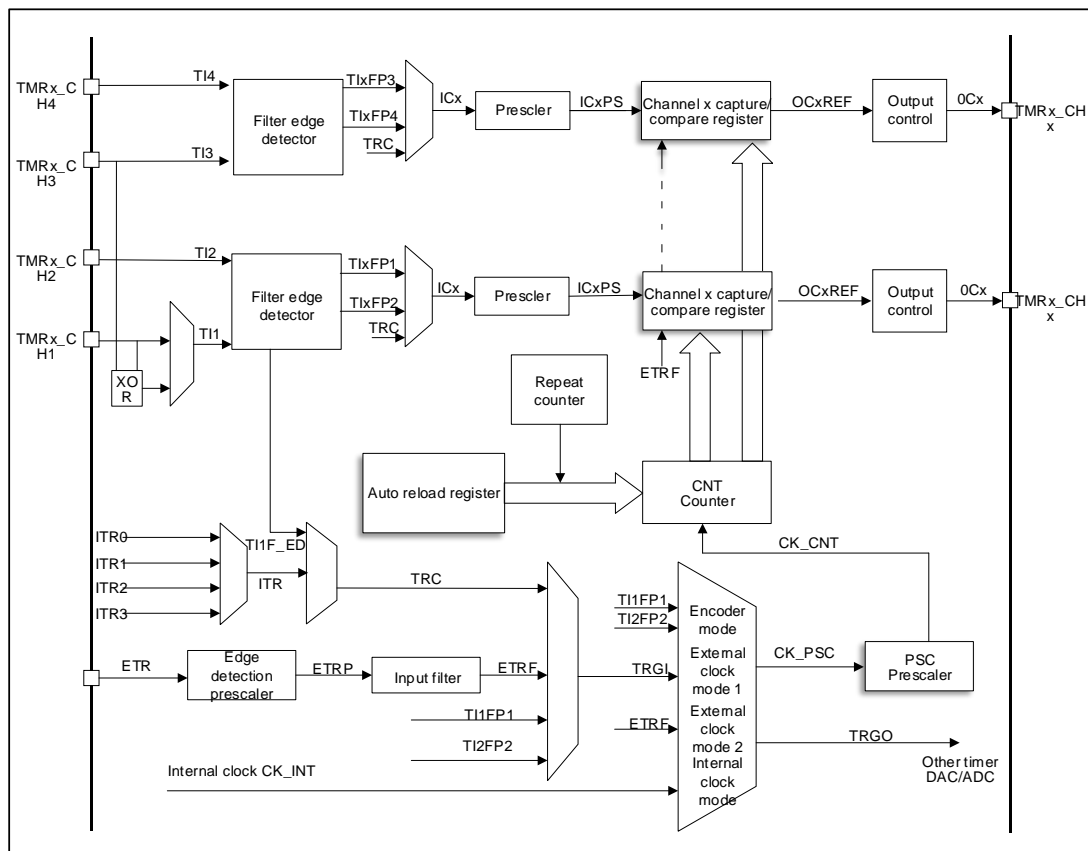 TMRx_C
H4
TI4
TIxFP3
TIxFP4
TRC
ICx
Prescler
ICxPS
Channel x capture/
compare register
OCxREF
Output
control
0Cx
TMRx_CH
x
Filter edge
detector
TMRx_C
H3
TI3
TMRx_C
H2
TI2
TIxFP1
TIxFP2
TRC
ICx
Prescler
ICxPS
Channel x capture/
compare register
OCxREF
Output
control
0Cx
TMRx_CH
x
Filter edge
detector
TMRx_C
H1
TI1
XO
R
ETRF
Repeat
counter
Auto reload register
CNT
Counter
ITR0
ITR1
ITR2
ITR3
TI1F_ED
ITR
TRC
CK_CNT
TI1FP1
TI2FP2
Encoder
mode
External
clock
mode 1
External
clock
mode 2
Internal
clock
mode
CK_PSC
PSC
Prescaler
ETR
Edge
detection
prescaler
ETRP
Input filter
ETRF
TRGI
TI1FP1
TI2FP2
ETRF
TRGO
Other timer
DAC/ADC
Internal clock CK_INT